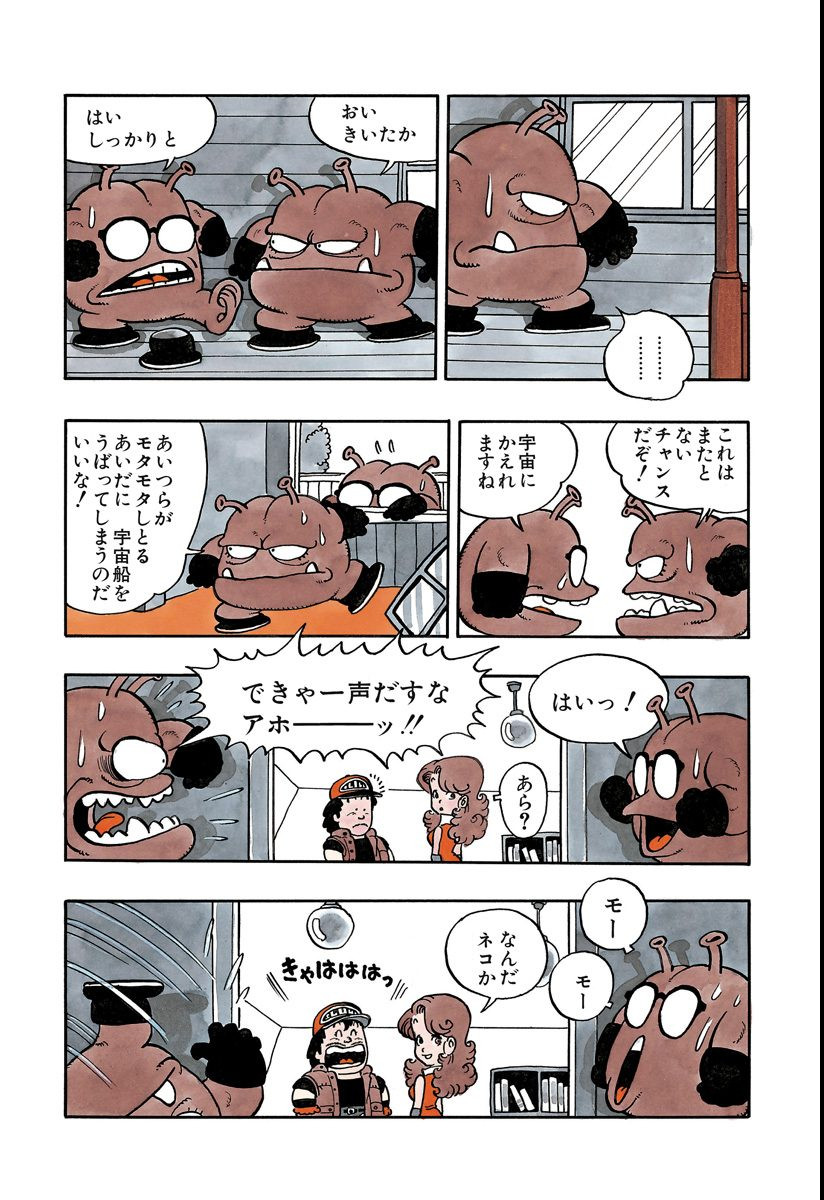 ………
………
おい
きいたか
はい
しっかりと
これは
またと
ない
チャンス
だぞ！
宇宙に
かえれ
ますね
あいつらが
モタモタしとる
あいだに　宇宙船を
うばってしまうのだ
いいな！
はいっ！
あら？
できゃー声だすな
アホ――――ッ!!
モー
モー
なんだ
ネコか
きゃはははっ